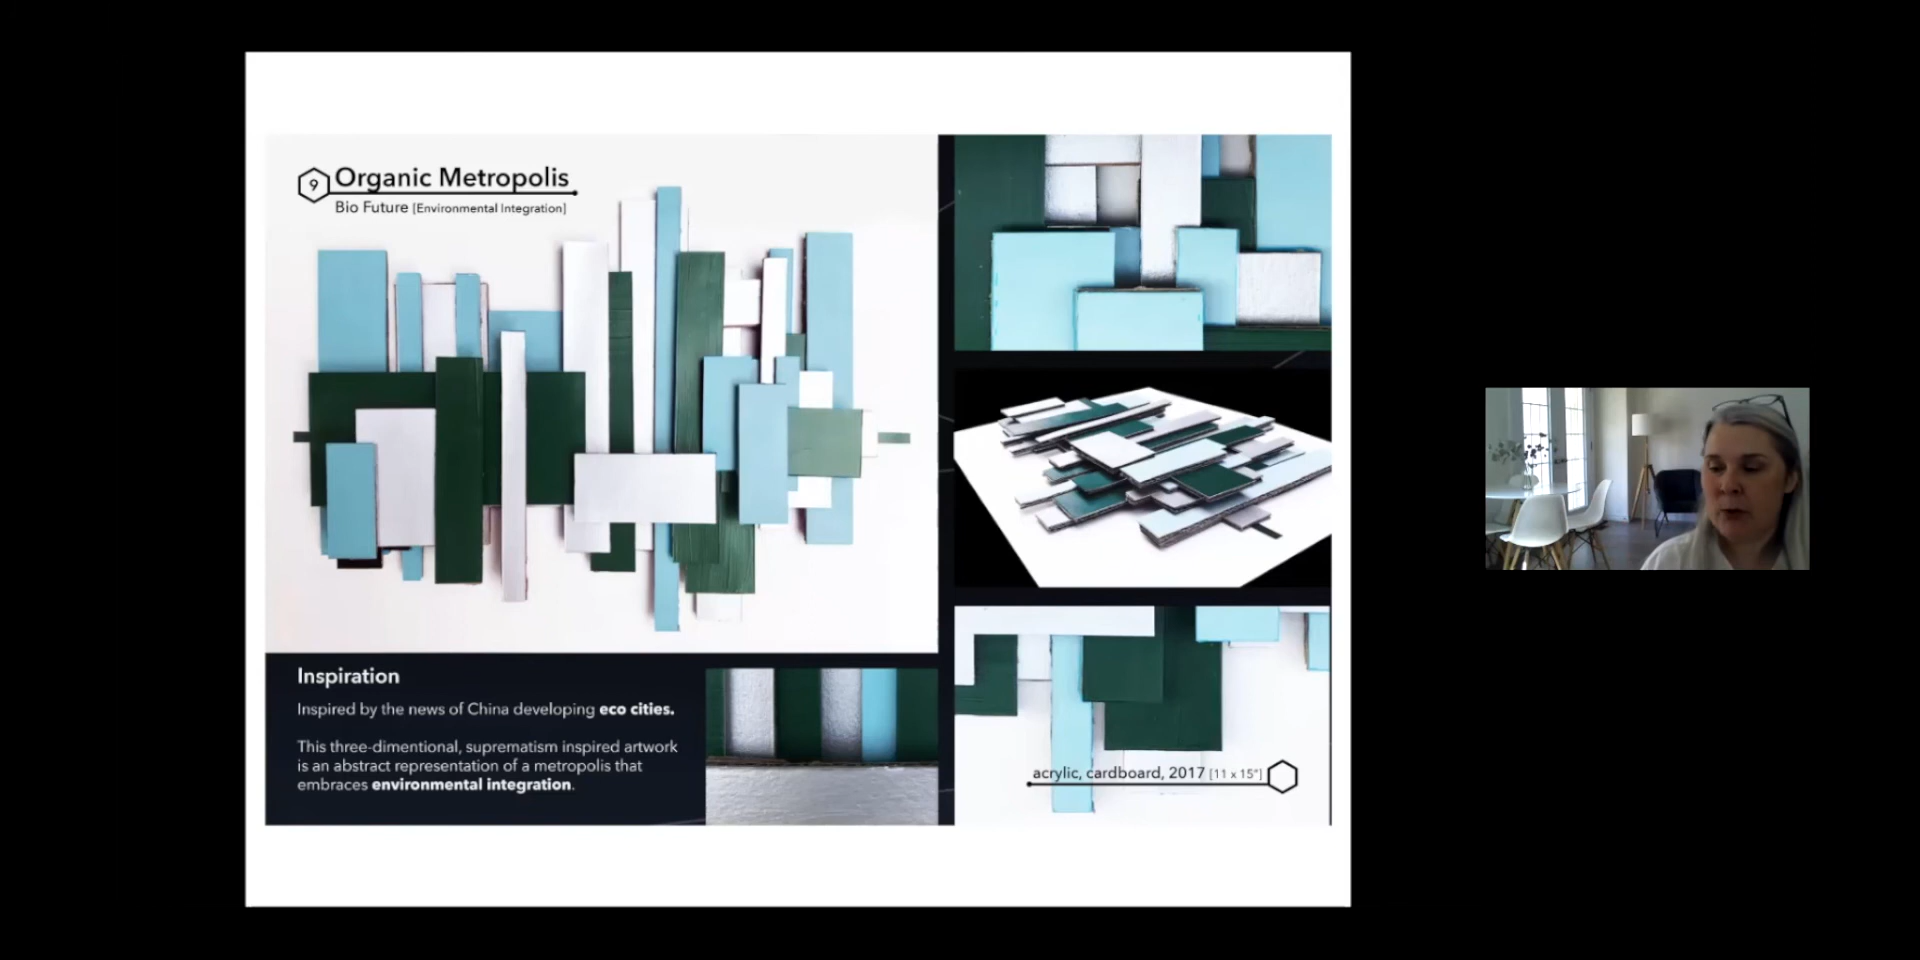 9
Organic Metropolis
Bio Future [Environmental Integration]
Inspiration
Inspired by the news of China developing eco cities.
This three-dimentional, suprematism inspired artwork
is an abstract representation of a metropolis that
embraces environmental integration.
acrylic, cardboard, 2017 [11 x 15"]